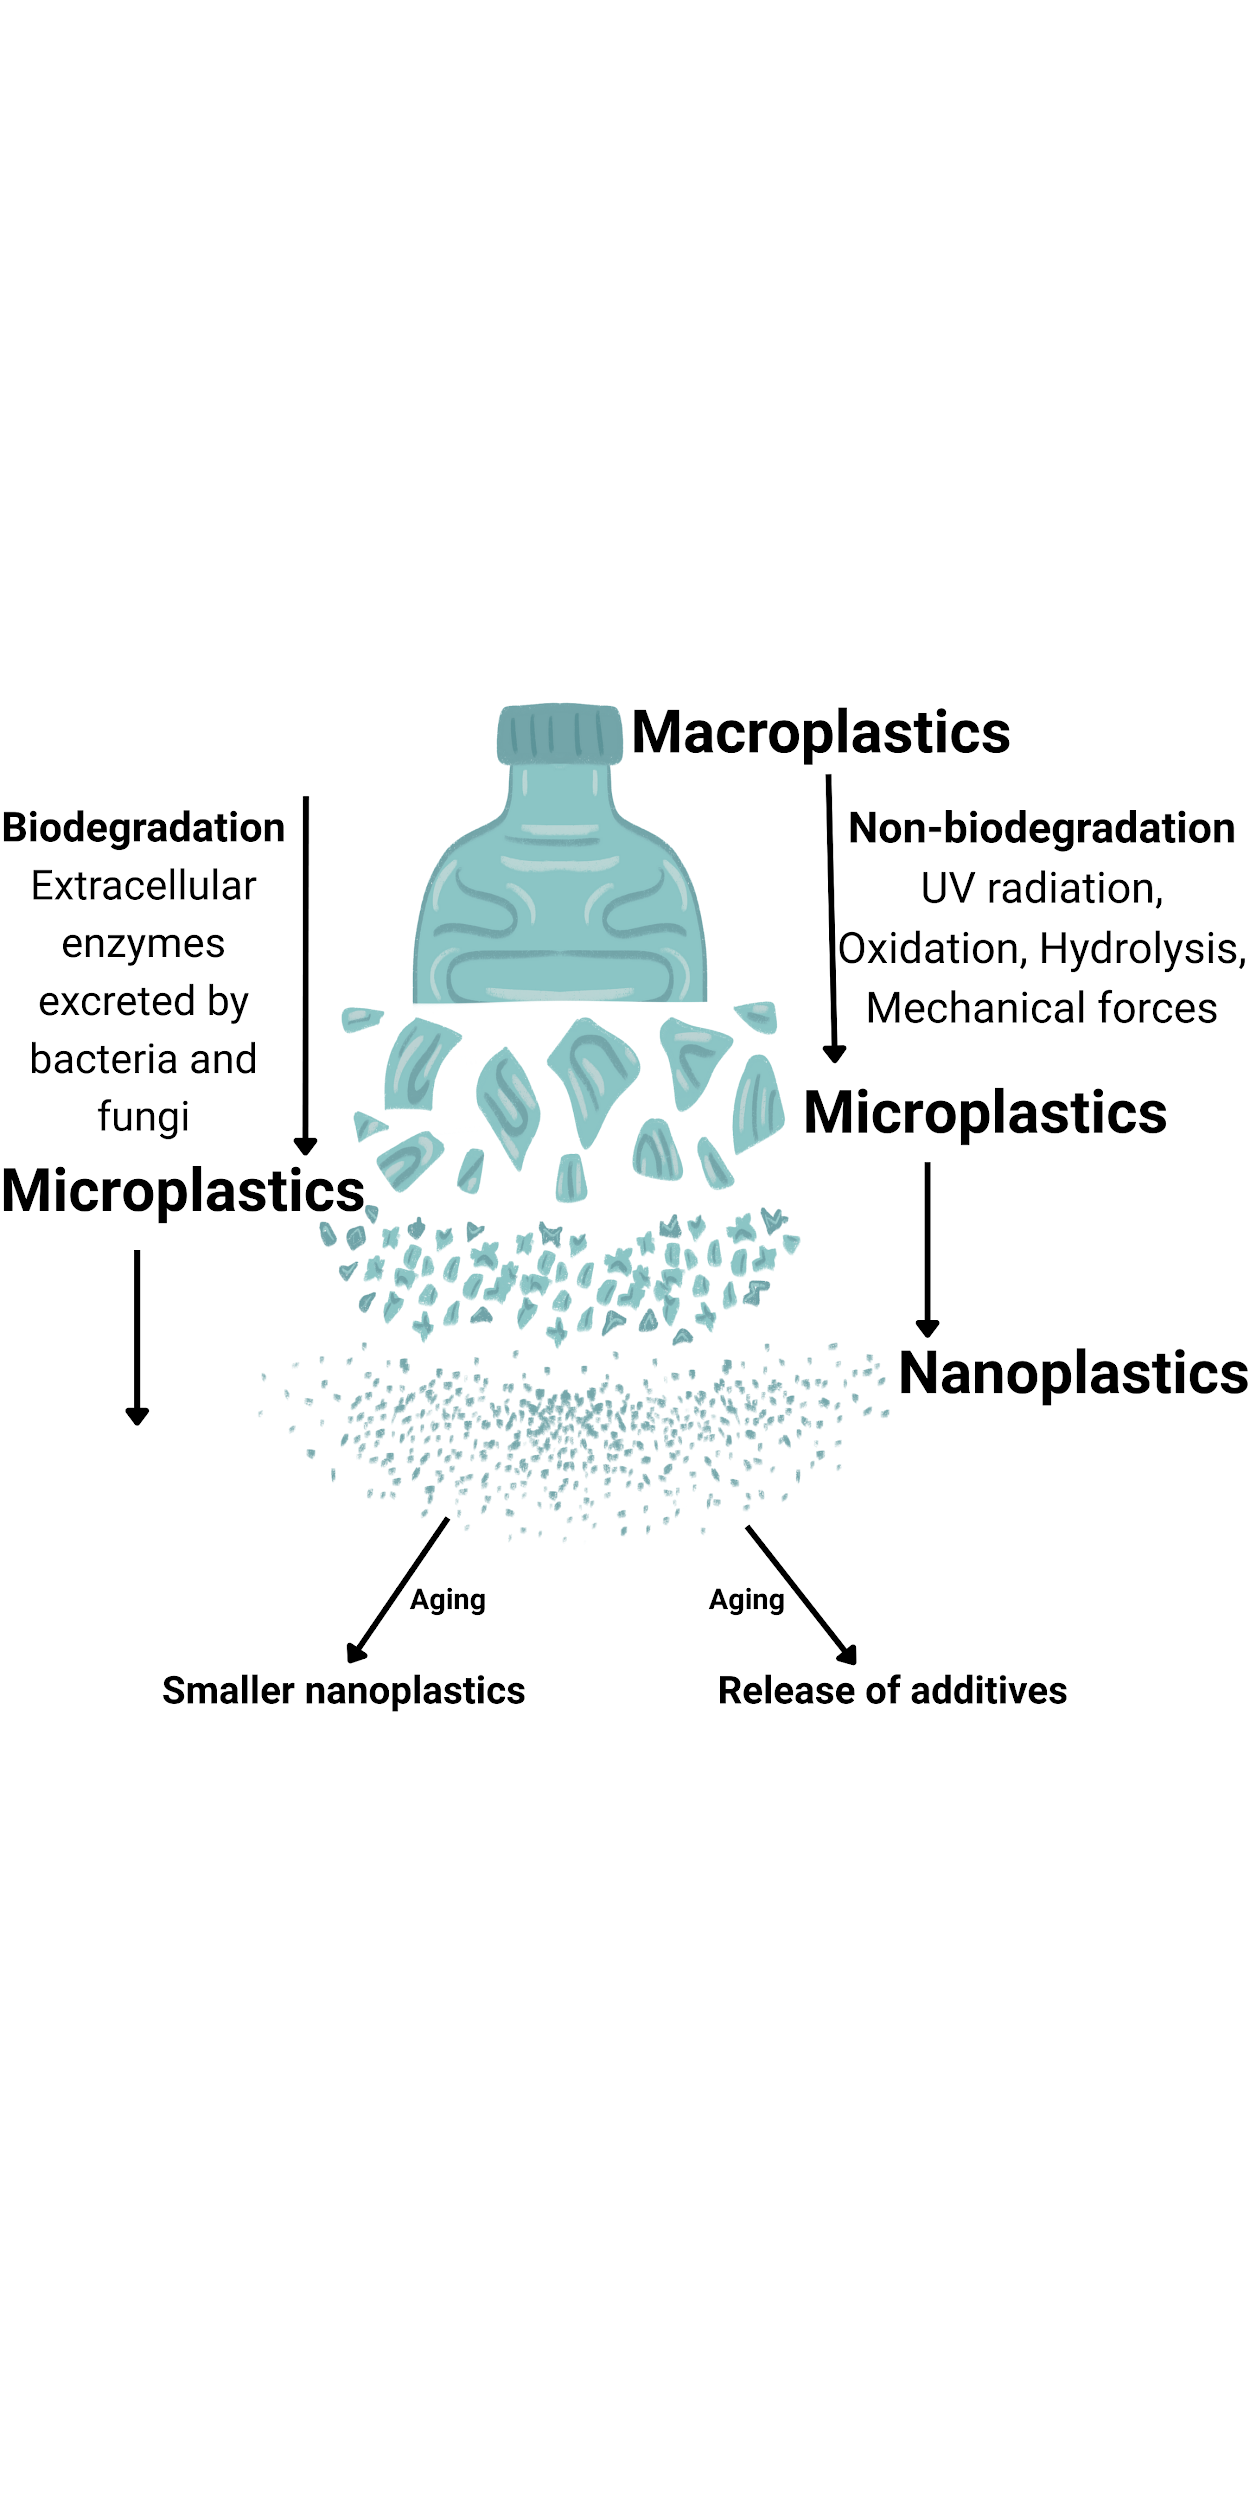 Macroplastics
Biodegradation
Extracellular
enzymes
excreted by
bacteria and
fungi
Microplastics
Non-biodegradation
UV radiation,
Oxidation, Hydrolysis,
Mechanical forces
Microplastics
Nanoplastics
Aging
Aging
Smaller nanoplastics
Release of additives